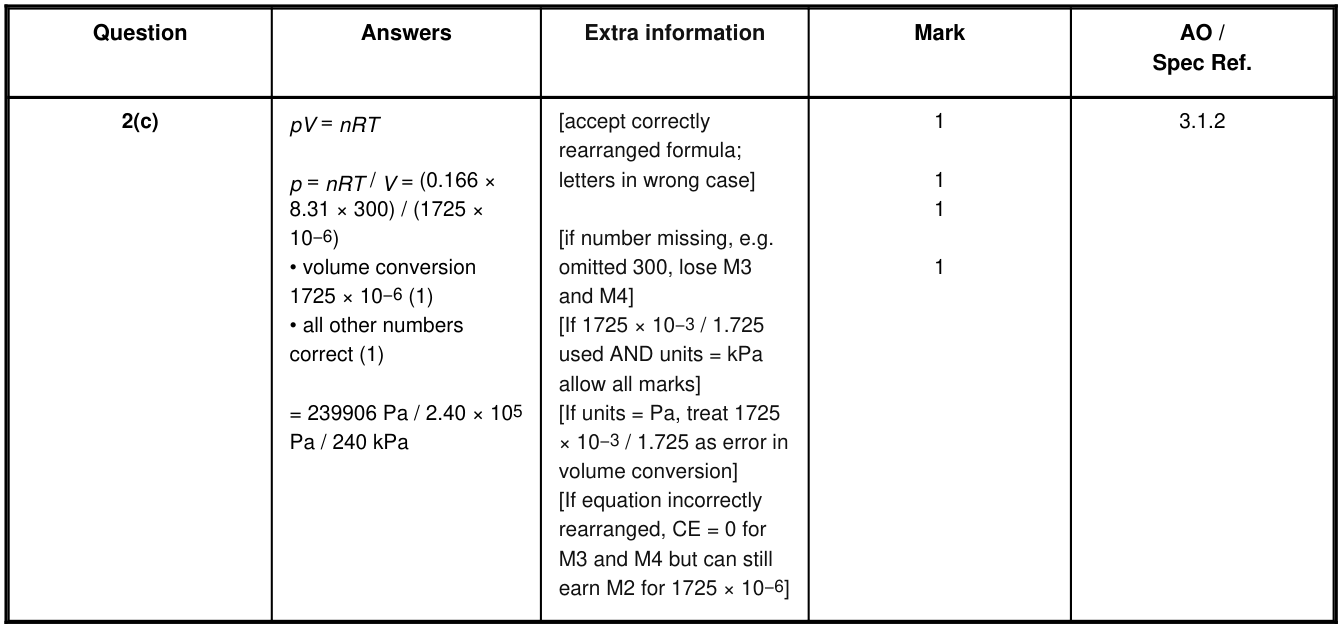 Question Answers Extra information Mark AO /
Spec Ref.
2(c)
pV = nRT
p = nRT / V = (0.166 ×
8.31 × 300) / (1725 ×
10–6)
• volume conversion
1725 × 10–6 (1)
• all other numbers
correct (1)
= 239906 Pa / 2.40 × 105
Pa / 240 kPa
[accept correctly
rearranged formula;
letters in wrong case]
[if number missing, e.g.
omitted 300, lose M3
and M4]
[If 1725 × 10–3 / 1.725
used AND units = kPa
allow all marks]
[If units = Pa, treat 1725
× 10–3 / 1.725 as error in
volume conversion]
[If equation incorrectly
rearranged, CE = 0 for
M3 and M4 but can still
earn M2 for 1725 × 10–6]
1
1
1
1
3.1.2